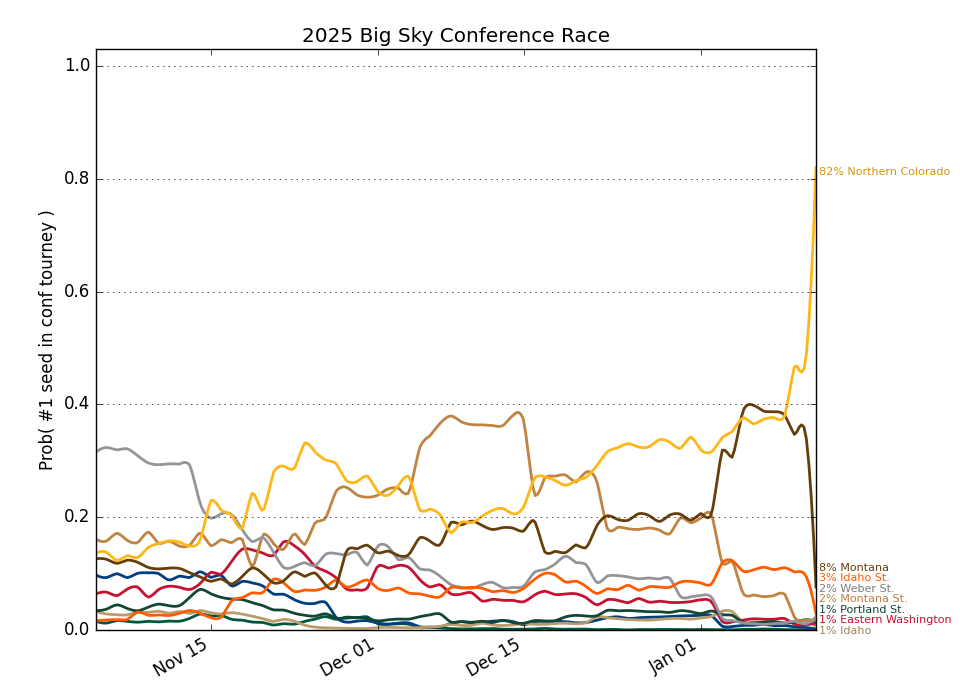 2025 Big Sky Conference Race
Prob( #1 seed in conf tourney )
1.0
0.8
0.6
0.4
0.2
0.0
Nov 15
Dec 01
Dec 15
Jan 01
82% Northern Colorado
8% Montana
3% Idaho St.
2% Weber St.
2% Montana St.
1% Portland St.
1% Eastern Washington
1% Idaho